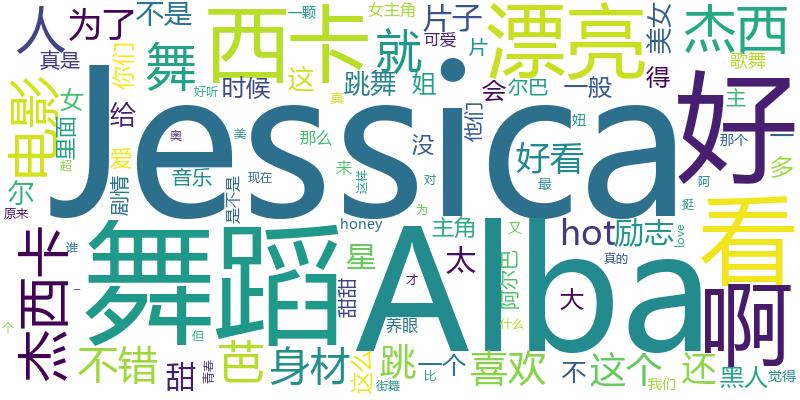 人
为了
不是
西卡
一颗
女主角
片子
漂亮
美女
杰西
真是
你们
舞
这
就
可爱
片
歌舞
电影
女
里面
好听
时候
真
跳舞
姐
会
尔巴
一般
得
主
给
Jessica
他们
妞
好
那个
一
多
尔
爱
奥
美
那么
没
好看
超
剧情
音乐
现在
来
这样
对
最
阿
原来
是不是
为
挺
看
杰西卡
谁
honey
主角
又
hot
励志
love
舞蹈
星
Alba
太
阿尔巴
真的
啊
一
甜甜
才
大
个
但
养眼
什么
不错
芭
身材
跳
一个
喜欢
不
这个
还
黑人
觉得
甜
青春
这么
街舞
比
我们